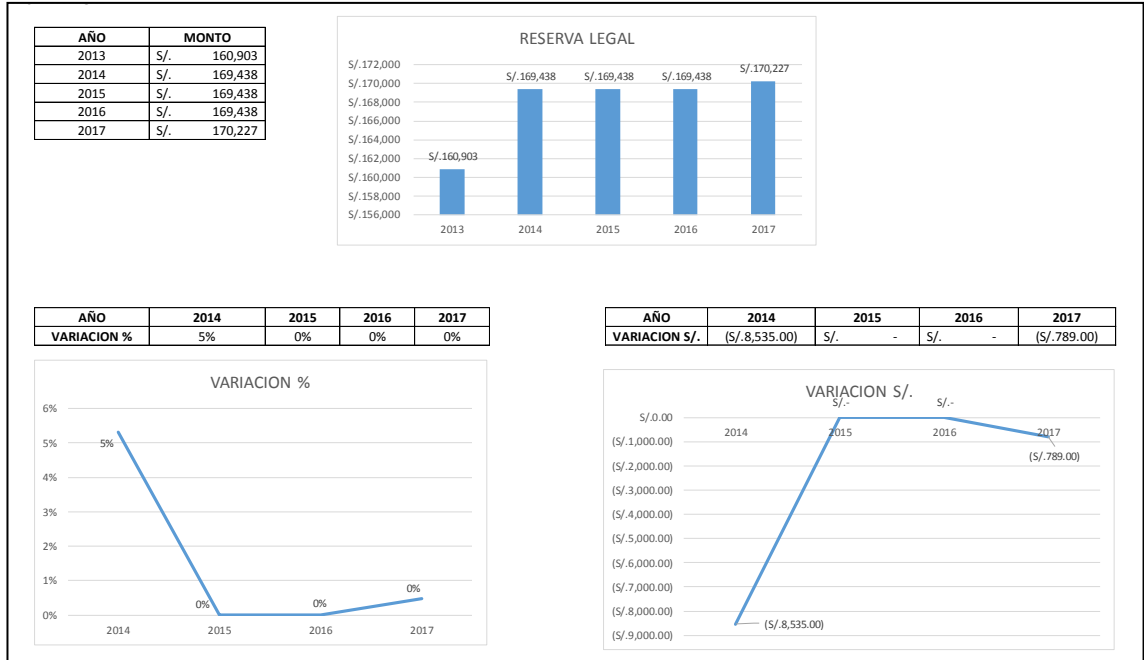 AÑO MONTO
2013 S/. 160,903
2014 S/. 169,438
2015 S/. 169,438
2016 S/. 169,438
2017 S/. 170,227
RESERVA LEGAL
S/.172,000
S/.170,000
S/.168,000
S/.166,000
S/.164,000
S/.162,000
S/.160,000
S/.158,000
S/.156,000
S/.160,903 S/.169,438 S/.169,438 S/.169,438 S/.170,227
2013 2014 2015 2016 2017
AÑO 2014 2015 2016 2017
VARIACION % 5% 0% 0% 0%
VARIACION %
6%
5%
4%
3%
2%
1%
0%
5% 0% 0% 0%
2014 2015 2016 2017
AÑO 2014 2015 2016 2017
VARIACION S/. (S/.8,535.00) S/. - S/. - (S/.789.00)
VARIACION S/.
S/.0.00
(S/.1,000.00)
(S/.2,000.00)
(S/.3,000.00)
(S/.4,000.00)
(S/.5,000.00)
(S/.6,000.00)
(S/.7,000.00)
(S/.8,000.00)
(S/.9,000.00)
S/.- S/.-
2014 2015 2016 2017
(S/.789.00)
(S/.8,535.00)